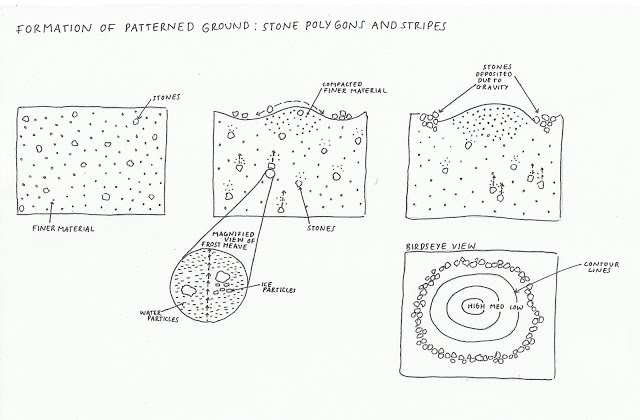 FORMATION OF PATTERNED GROUND: STONE POLYGONS AND STRIPES
STONES
FINER MATERIAL
COMPACTED
FINER MATERIAL
STONES
MAGNIFIED
VIEW OF
FROST HEAVE
ICE
PARTICLES
WATER
PARTICLES
STONES
DEPOSITED
DUE TO
GRAVITY
BIRDSEYE VIEW
CONTOUR
LINES
HIGH MED LOW